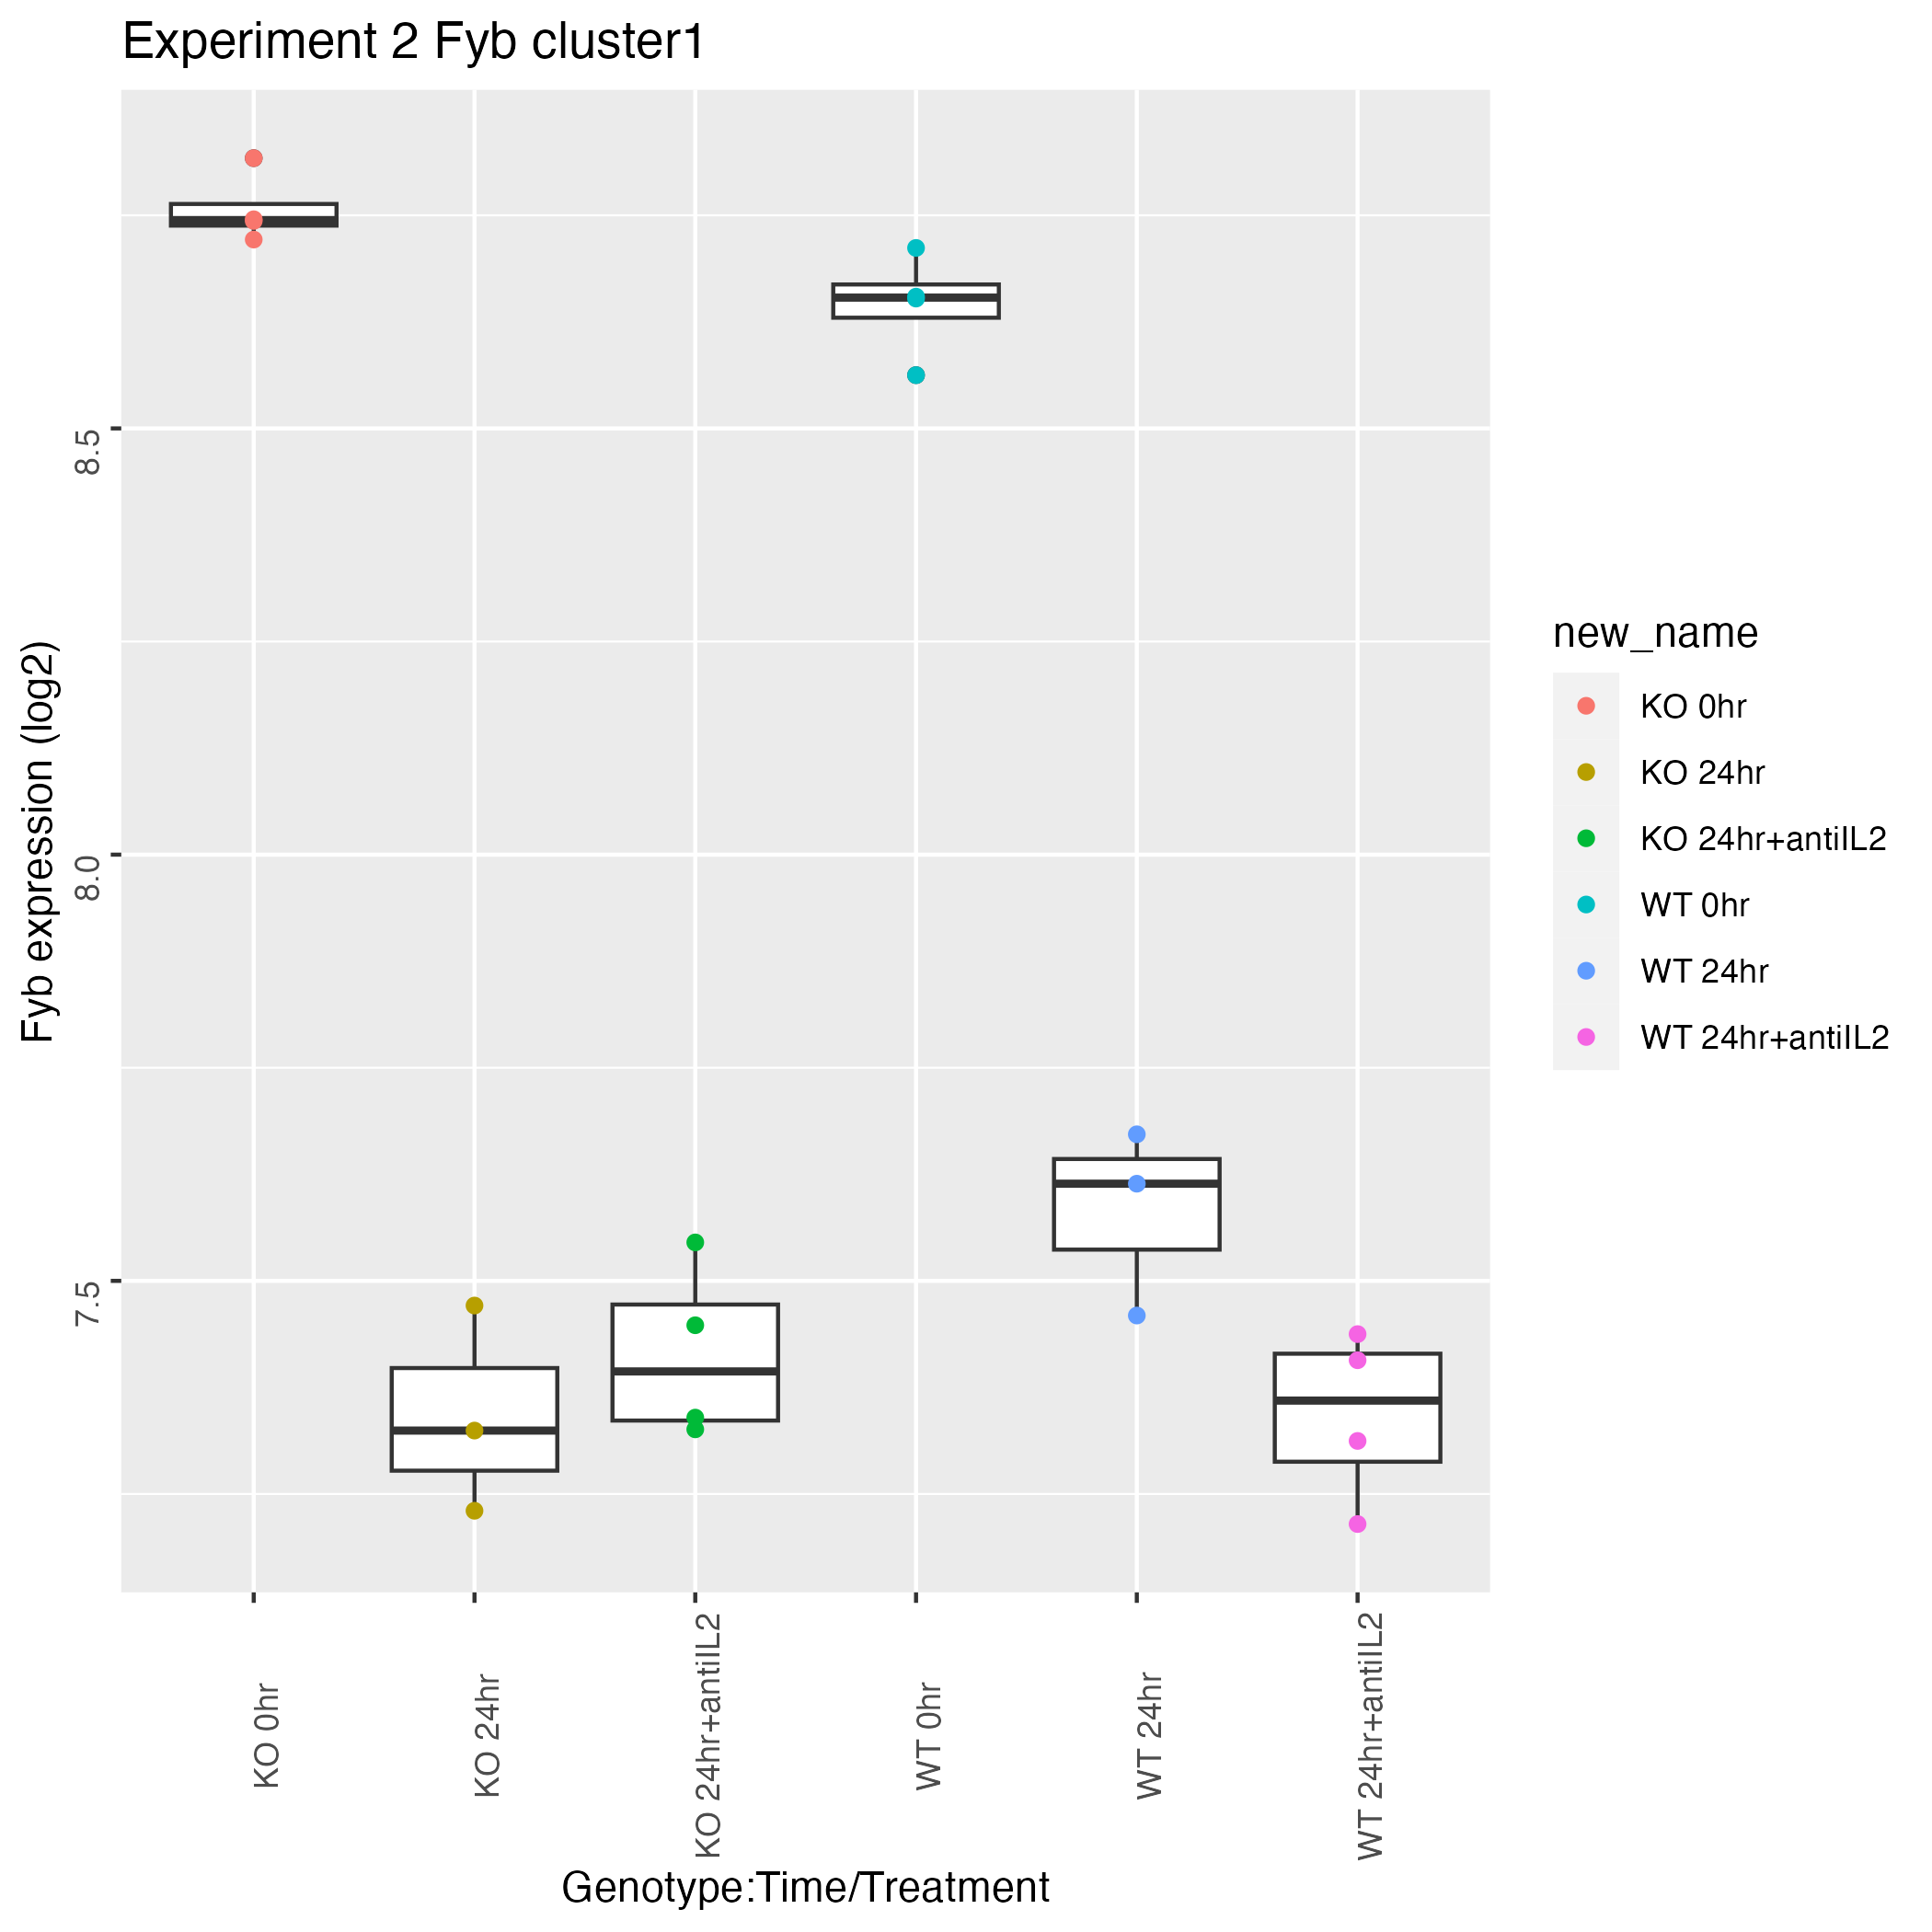 Experiment 2 Fyb cluster1
Fyb expression (log2)
8.5
8.0
7.5
KO 0hr
KO 24hr
KO 24hr+antiIL2
WT 0hr
WT 24hr
WT 24hr+antiIL2
Genotype:Time/Treatment
new_name
KO 0hr
KO 24hr
KO 24hr+antiIL2
WT 0hr
WT 24hr
WT 24hr+antiIL2